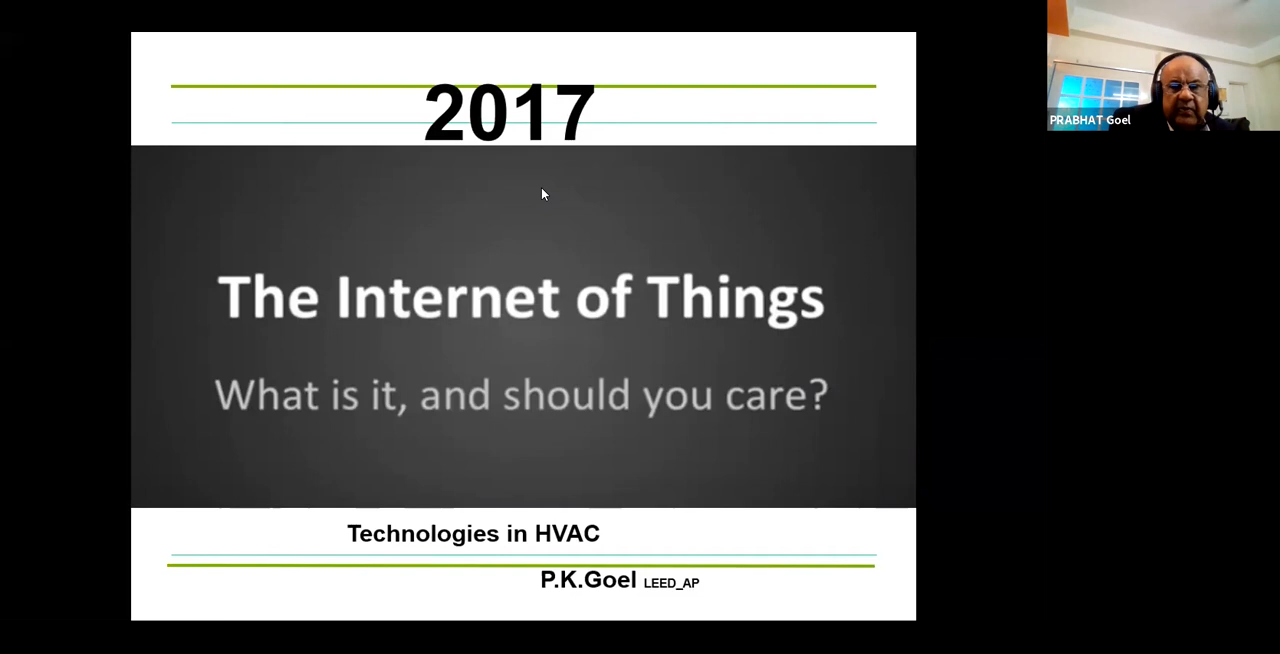 2017
PRABHAT Goel
The Internet of Things
What is it, and should you care?
Technologies in HVAC
P.K.Goel LEED_AP